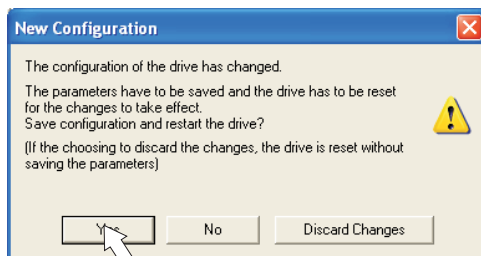 New Configuration
The configuration of the drive has changed.
The parameters have to be saved and the drive has to be reset
for the changes to take effect.
Save configuration and restart the drive?
(If the choosing to discard the changes, the drive is reset without
saving the parameters)
Yes No Discard Changes